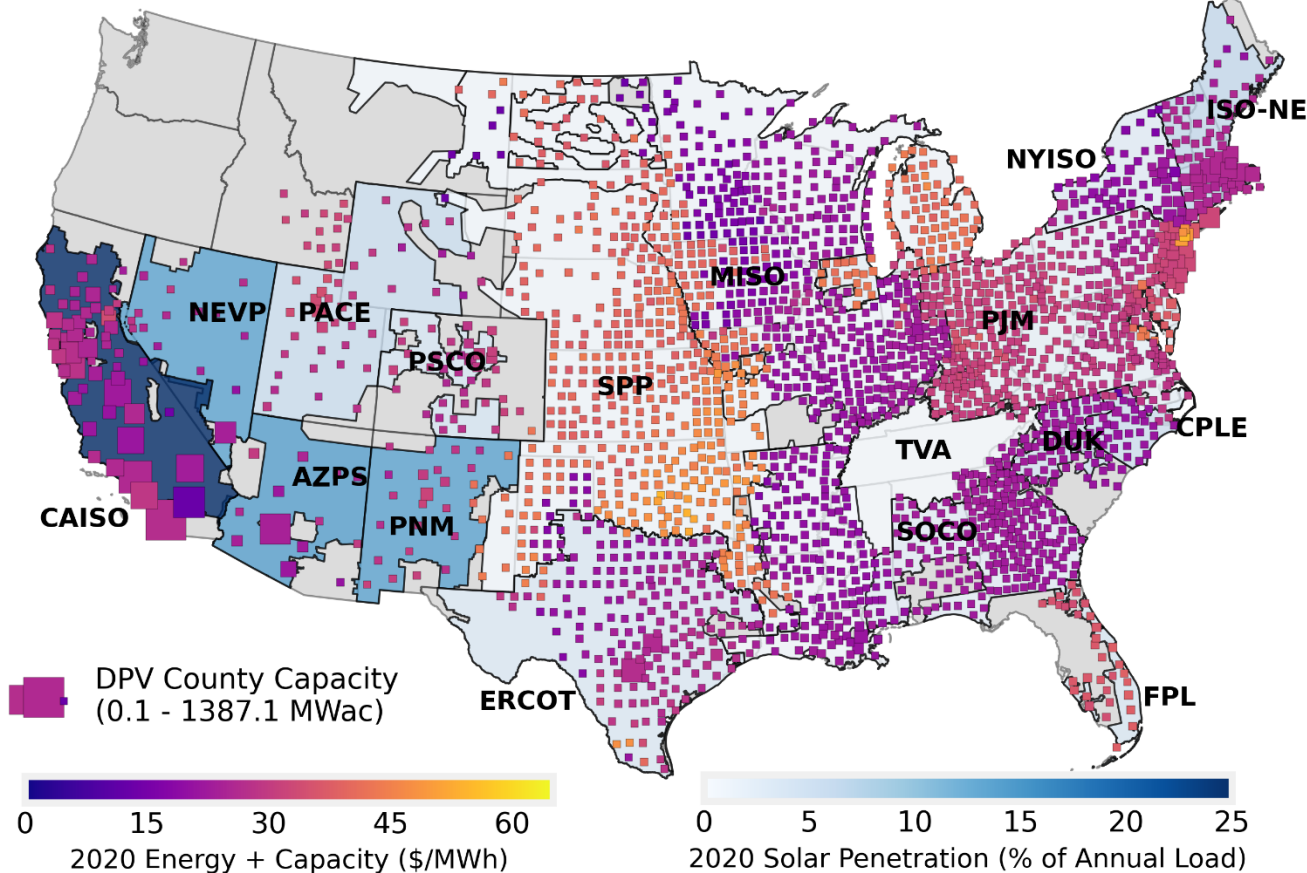 ISO-NE
NYISO
MISO
NEVP
PACE
PJM
PSCO
SPP
CPLE
DUK
TVA
AZPS
CAISO
PNM
SOCO
ERCOT
FPL
DPV County Capacity
(0.1 - 1387.1 MWac)
0 15 30 45 60
2020 Energy + Capacity ($/MWh)
0 5 10 15 20 25
2020 Solar Penetration (% of Annual Load)